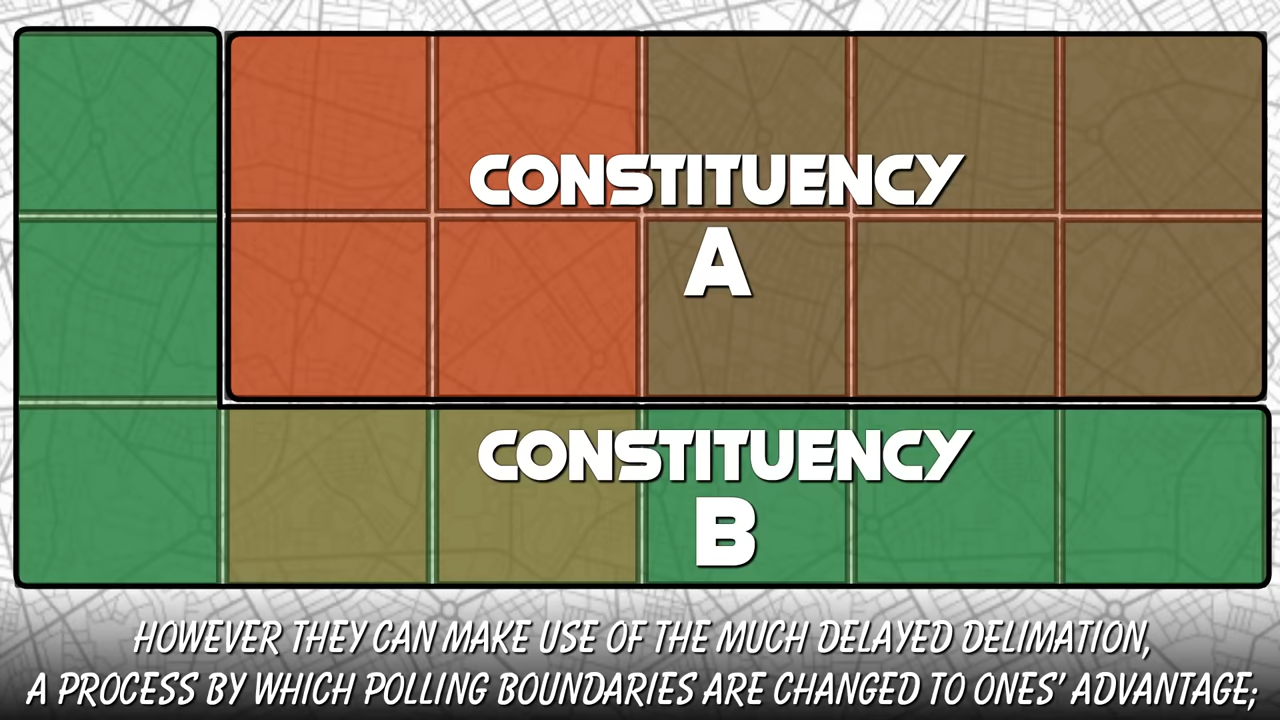 CONSTITUENCY
A
CONSTITUENCY
B
HOWEVER THEY CAN MAKE USE OF THE MUCH DELAYED DELIMATION,
A PROCESS BY WHICH POLLING BOUNDARIES ARE CHANGED TO ONES' ADVANTAGE;